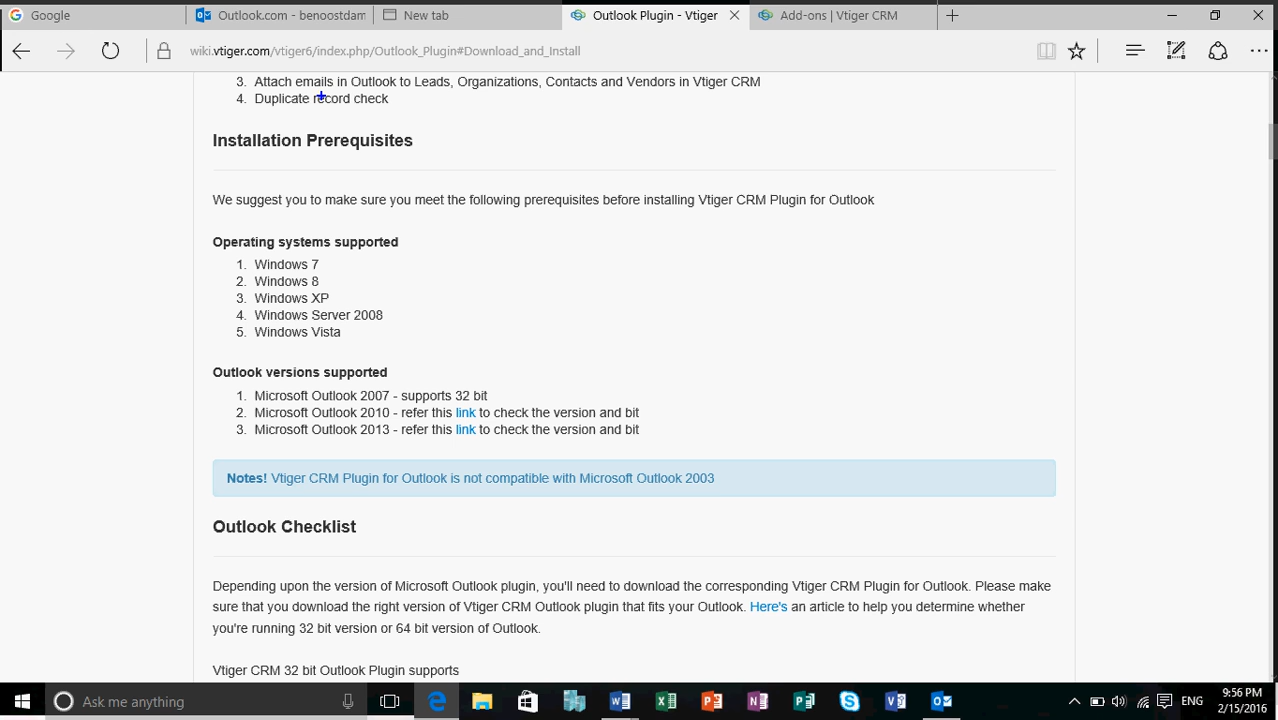 Google
Outlook.com - benoostdam
New tab
Outlook Plugin - Vtiger
Add-ons | Vtiger CRM
wiki.vtiger.com/vtiger6/index.php/Outlook_Plugin#Download_and_Install
3. Attach emails in Outlook to Leads, Organizations, Contacts and Vendors in Vtiger CRM
4. Duplicate record check
Installation Prerequisites
We suggest you to make sure you meet the following prerequisites before installing Vtiger CRM Plugin for Outlook
Operating systems supported
1. Windows 7
2. Windows 8
3. Windows XP
4. Windows Server 2008
5. Windows Vista
Outlook versions supported
1. Microsoft Outlook 2007 - supports 32 bit
2. Microsoft Outlook 2010 - refer this link to check the version and bit
3. Microsoft Outlook 2013 - refer this link to check the version and bit
Notes! Vtiger CRM Plugin for Outlook is not compatible with Microsoft Outlook 2003
Outlook Checklist
Depending upon the version of Microsoft Outlook plugin, you'll need to download the corresponding Vtiger CRM Plugin for Outlook. Please make
sure that you download the right version of Vtiger CRM Outlook plugin that fits your Outlook. Here's an article to help you determine whether
you're running 32 bit version or 64 bit version of Outlook.
Vtiger CRM 32 bit Outlook Plugin supports
Ask me anything
ENG
9:56 PM
2/15/2016